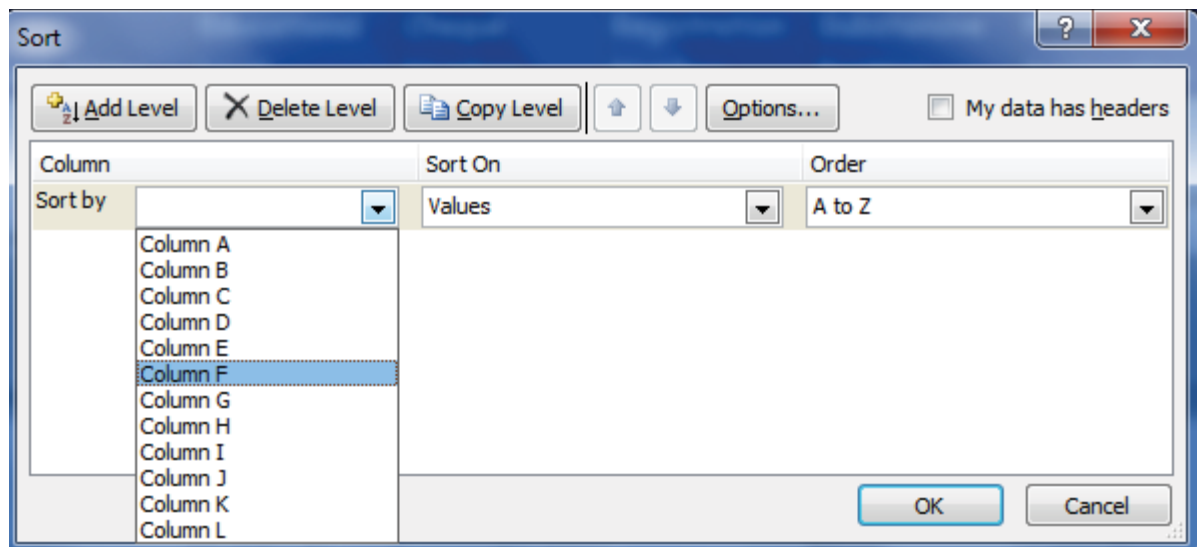 Sort
Add Level Delete Level Copy Level Options... My data has headers
Column Sort On Order
Sort by Values A to Z
Column A
Column B
Column C
Column D
Column E
Column F
Column G
Column H
Column I
Column J
Column K
Column L
OK Cancel